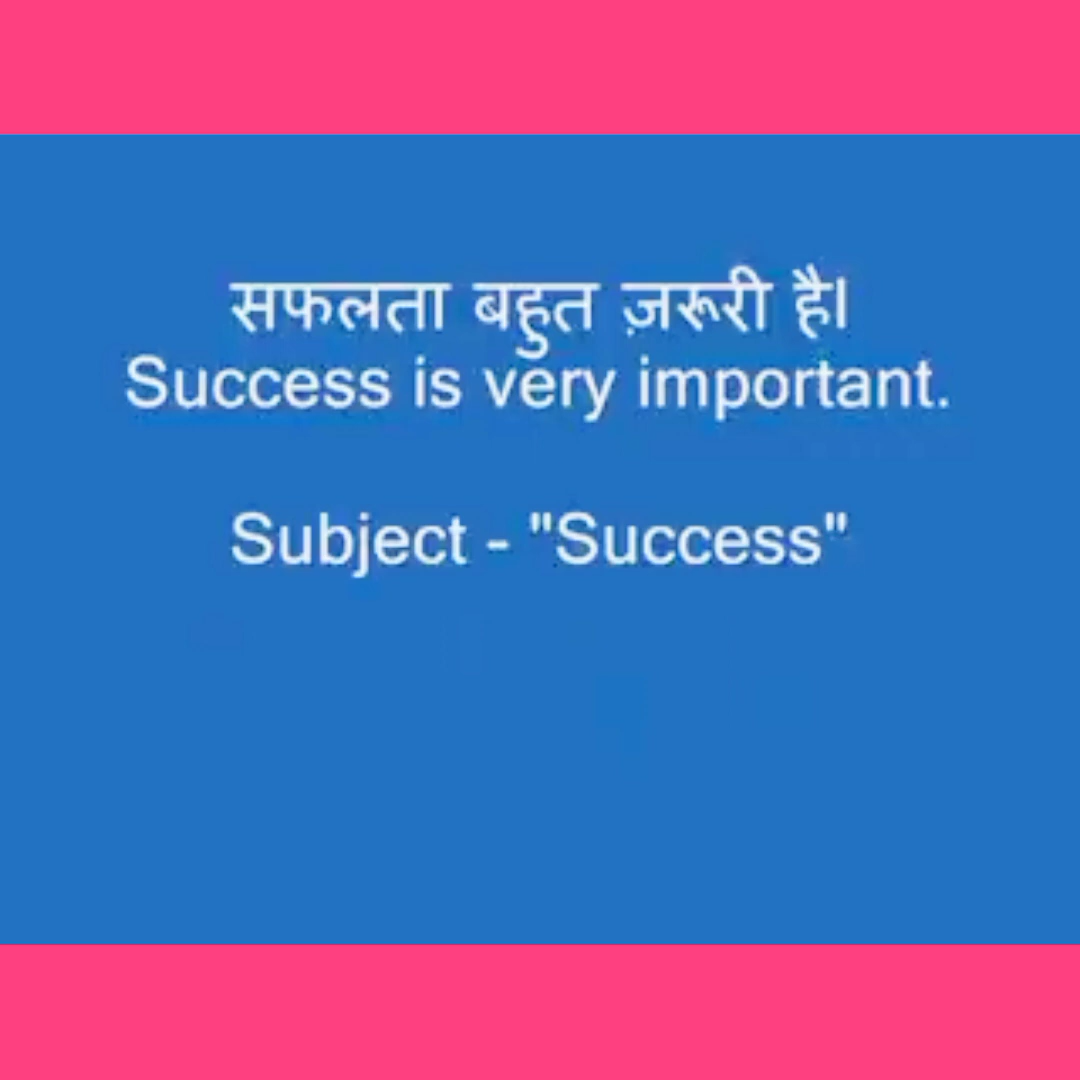 सफलता बहुत ज़रूरी है।
Success is very important.
Subject - "Success"